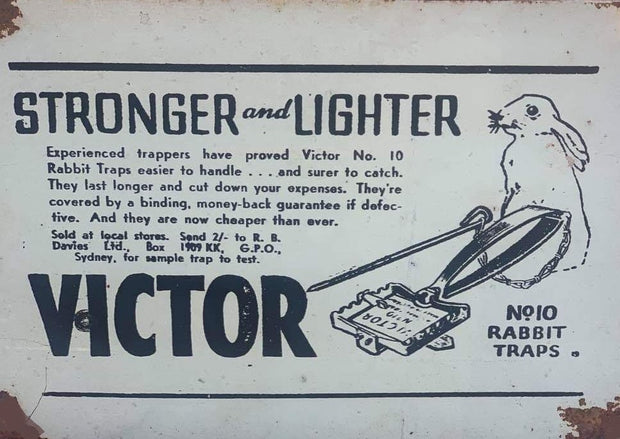 STRONGER and LIGHTER
Experienced trappers have proved Victor No. 10
Rabbit Traps easier to handle . . . and surer to catch.
They last longer and cut down your expenses. They're
covered by a binding, money-back guarantee if defec-
tive. And they are now cheaper than ever.
Sold at local stores. Send 2/- to R. B.
Davies Ltd., Box 1909 KK, G.P.O.,
Sydney, for sample trap to test.
VICTOR
VICTOR
No 10
RABBIT
TRAPS.